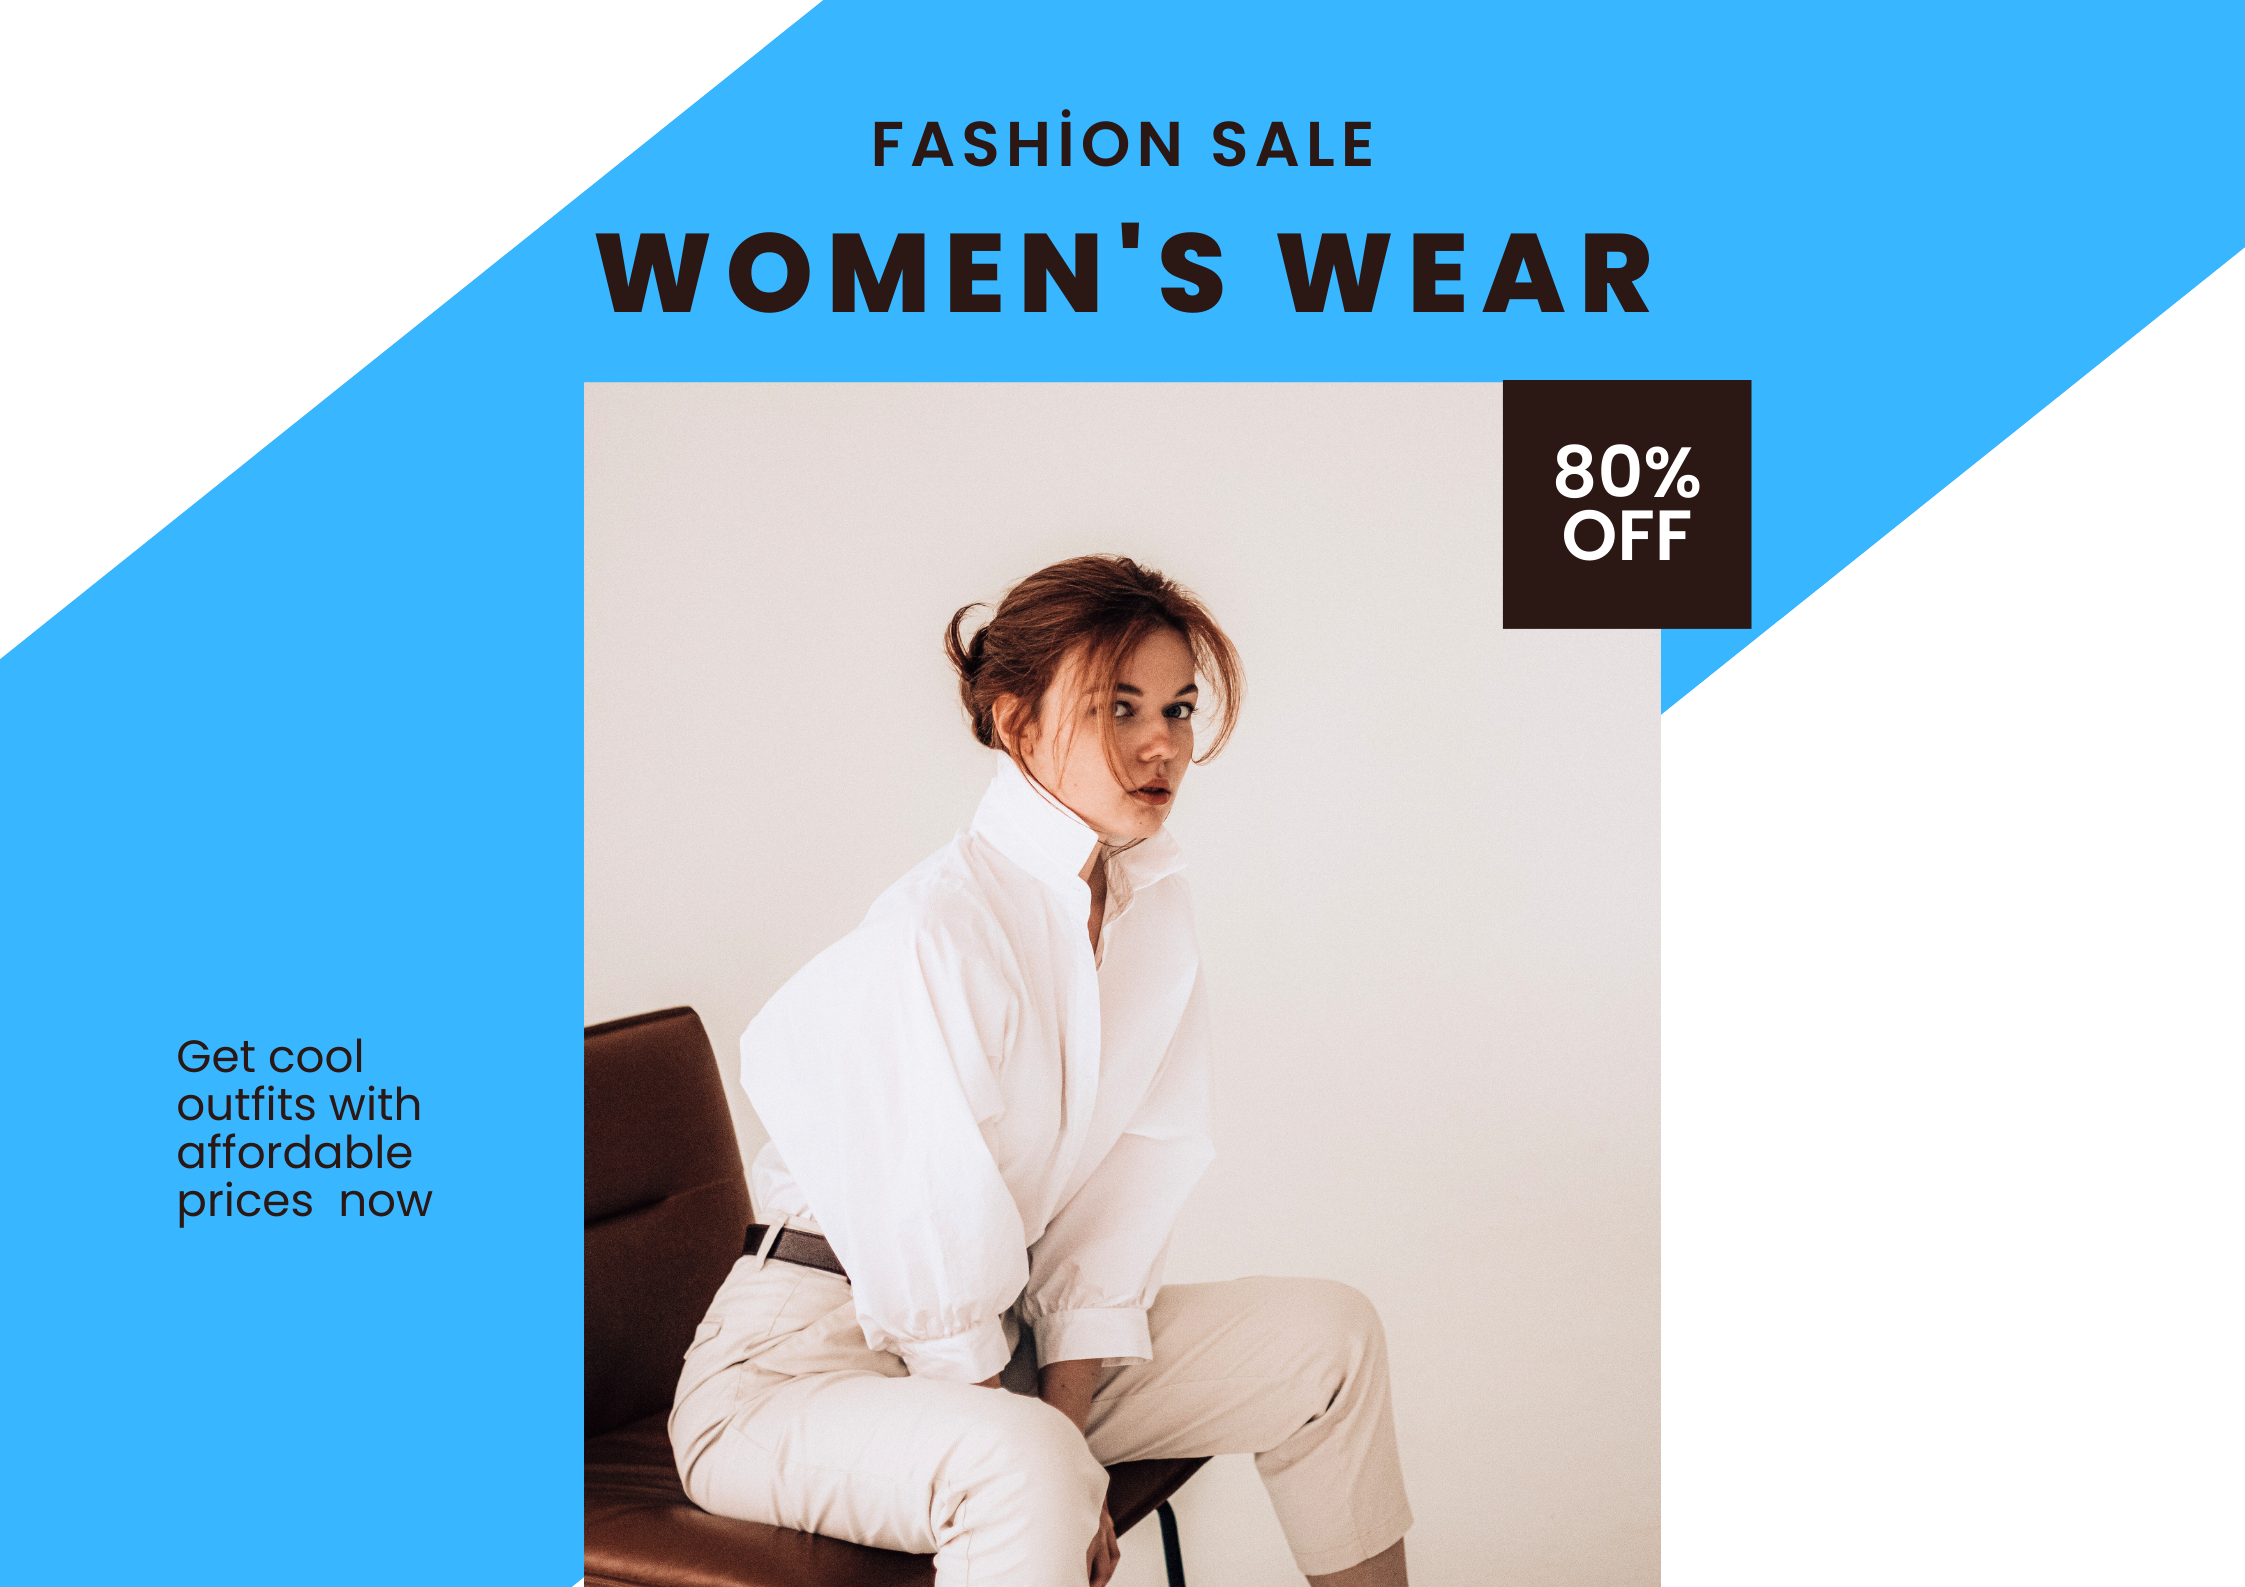 FASHİON SALE
WOMEN'S WEAR
80%
OFF
Get cool
outfits with
affordable
prices  now